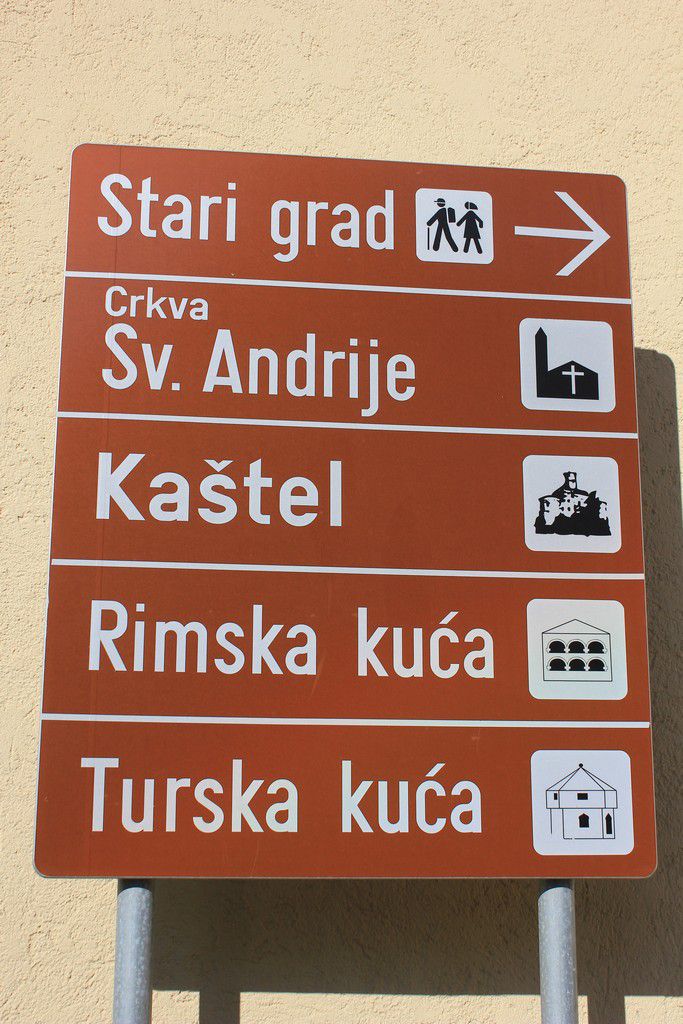 Stari grad
Crkva
Sv. Andrije
Kaštel
Rimska kuća
Turska kuća